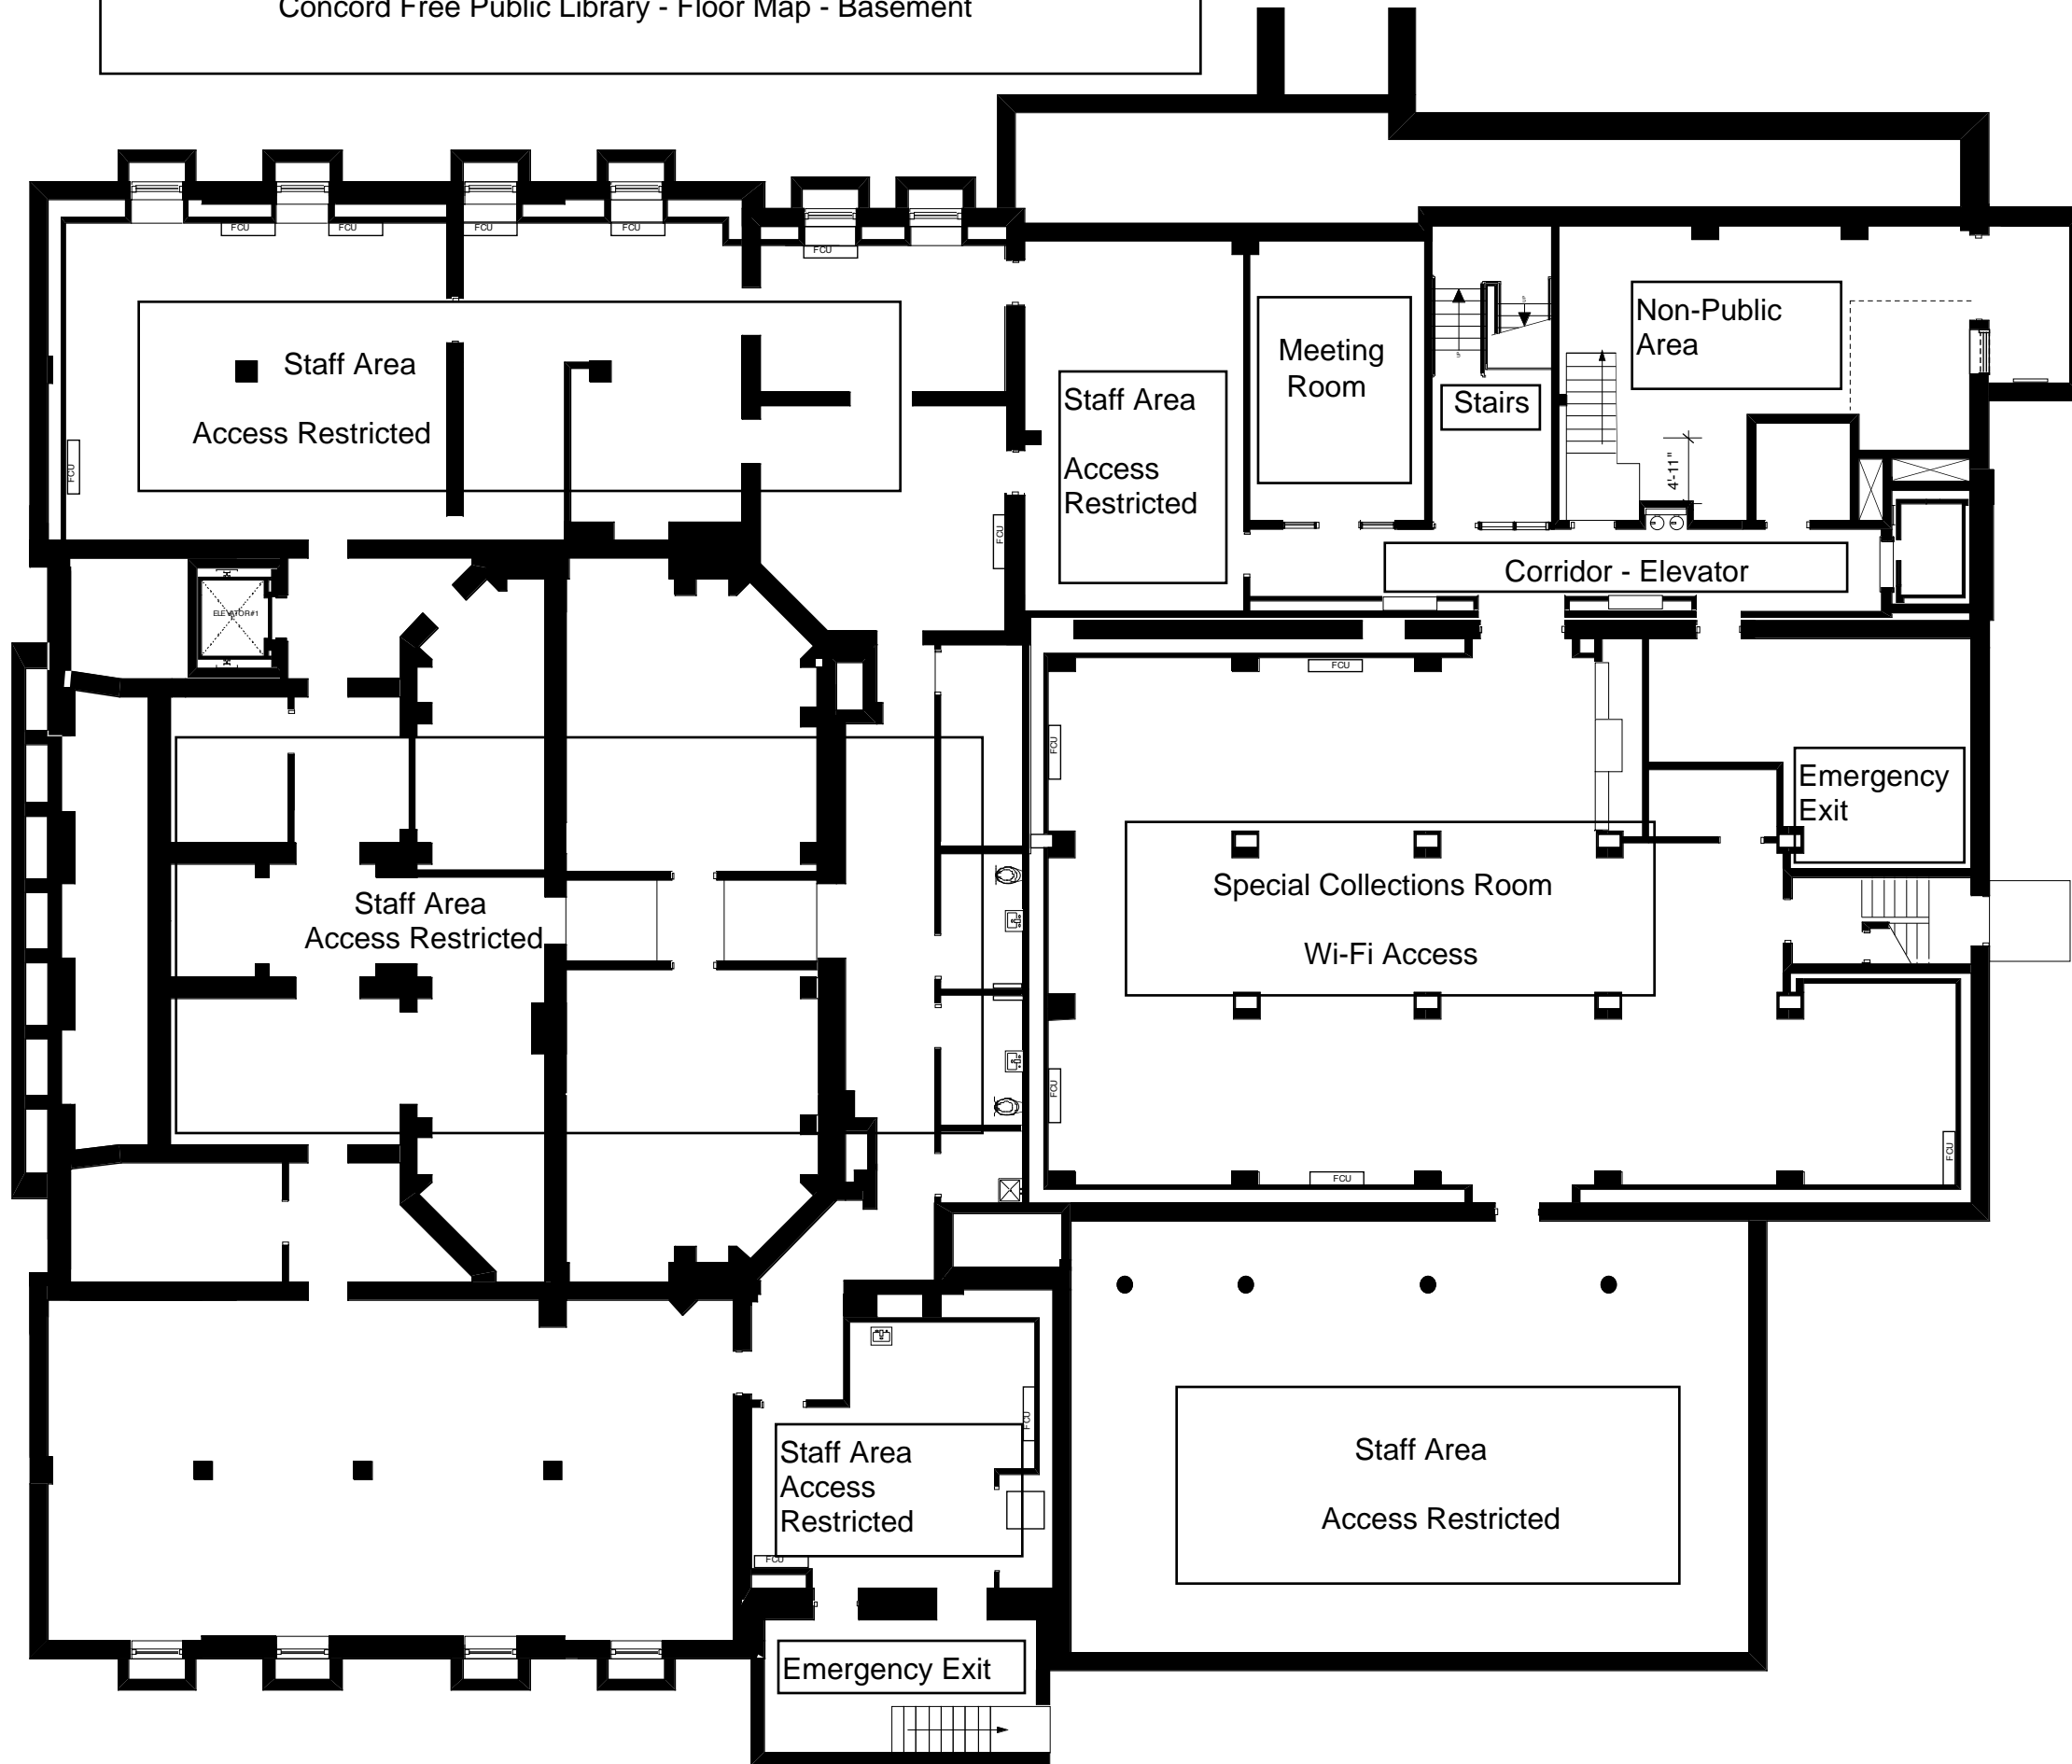 Concord Free Public Library - Floor Map - Basement
FCU
FCU
FCU
FCU
FCU
Staff Area
Access Restricted
FCU
Staff Area
Access
Restricted
Meeting
Room
Stairs
Non-Public
Area
4'-11"
FCU
Corridor - Elevator
ELEVATOR#1
FCU
FCU
Emergency
Exit
Special Collections Room
Wi-Fi Access
Staff Area
Access Restricted
FCU
FCU
FCU
FCU
Staff Area
Access
Restricted
FCU
Staff Area
Access Restricted
Emergency Exit